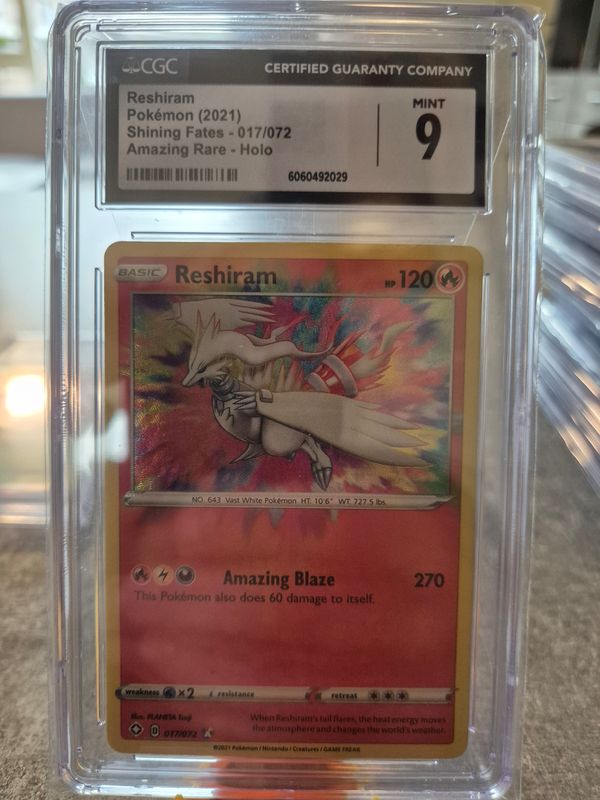 CGC
CERTIFIED GUARANTY COMPANY
Reshiram
Pokémon (2021)
Shining Fates - 017/072
Amazing Rare - Holo
MINT
9
6060492029
BASIC
Reshiram
HP 120
NO. 643 Vast White Pokémon HT. 10'6" WT. 727.5 lbs.
Amazing Blaze 270
This Pokémon also does 60 damage to itself.
weakness ×2 resistance retreat
Illus. PLANETA Tsuji
D 017/072
When Reshiram's tail flares, the heat energy moves
the atmosphere and changes the world's weather.
©2021 Pokémon / Nintendo / Creatures / GAME FREAK